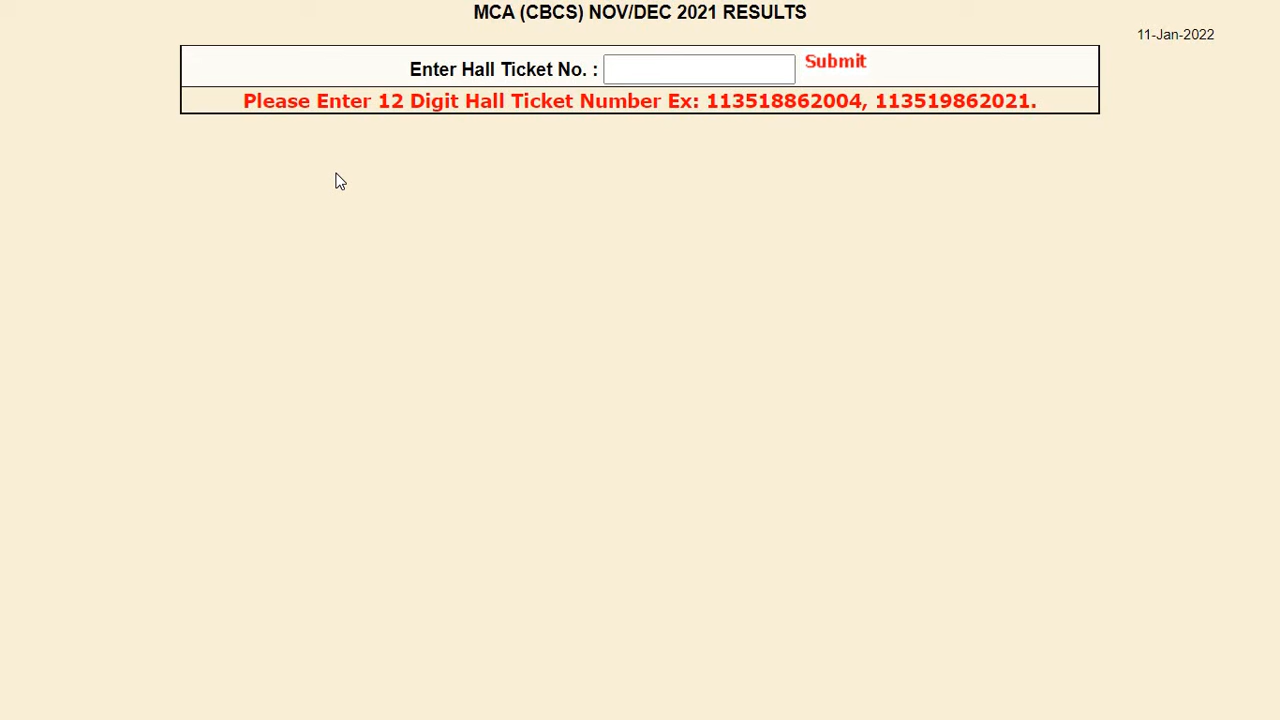 MCA (CBCS) NOV/DEC 2021 RESULTS
11-Jan-2022
Enter Hall Ticket No. : Submit
Please Enter 12 Digit Hall Ticket Number Ex: 113518862004, 113519862021.